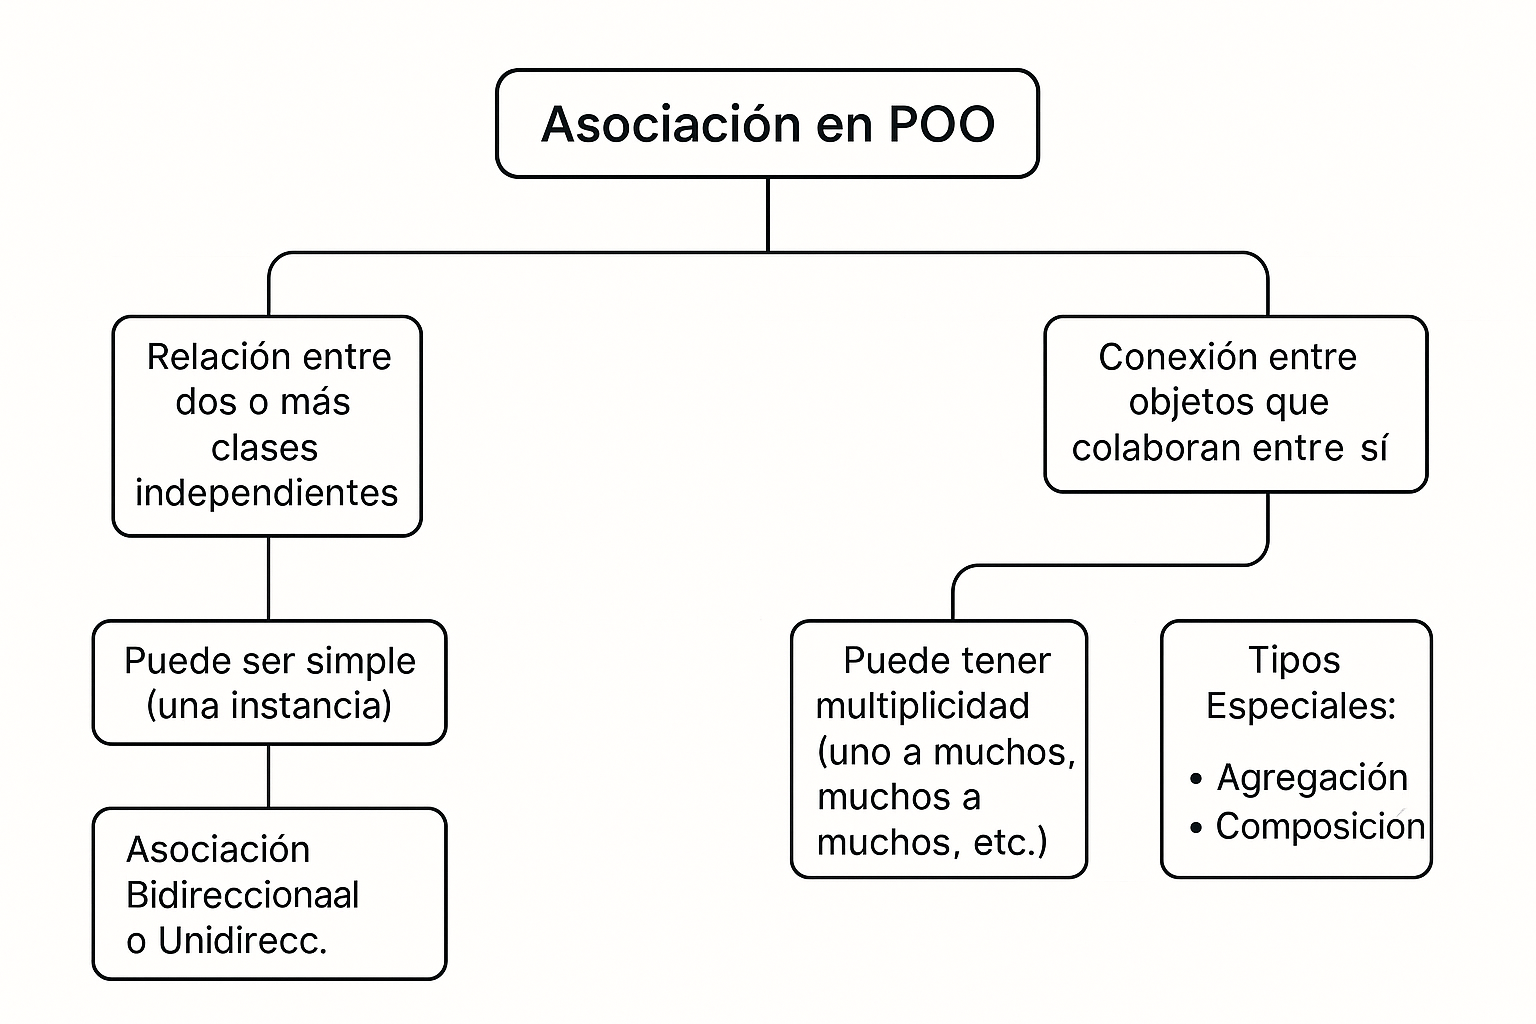 Asociación en POO
Relación entre
dos o más
clases
independientes
Conexión entre
objetos que
colaboran entre sí
Puede ser simple
(una instancia)
Asociación
Bidireccionaal
o Unidirecc.
Puede tener
multiplicidad
(uno a muchos,
muchos a
muchos, etc.)
Tipos
Especiales:
• Agregación
• Composición